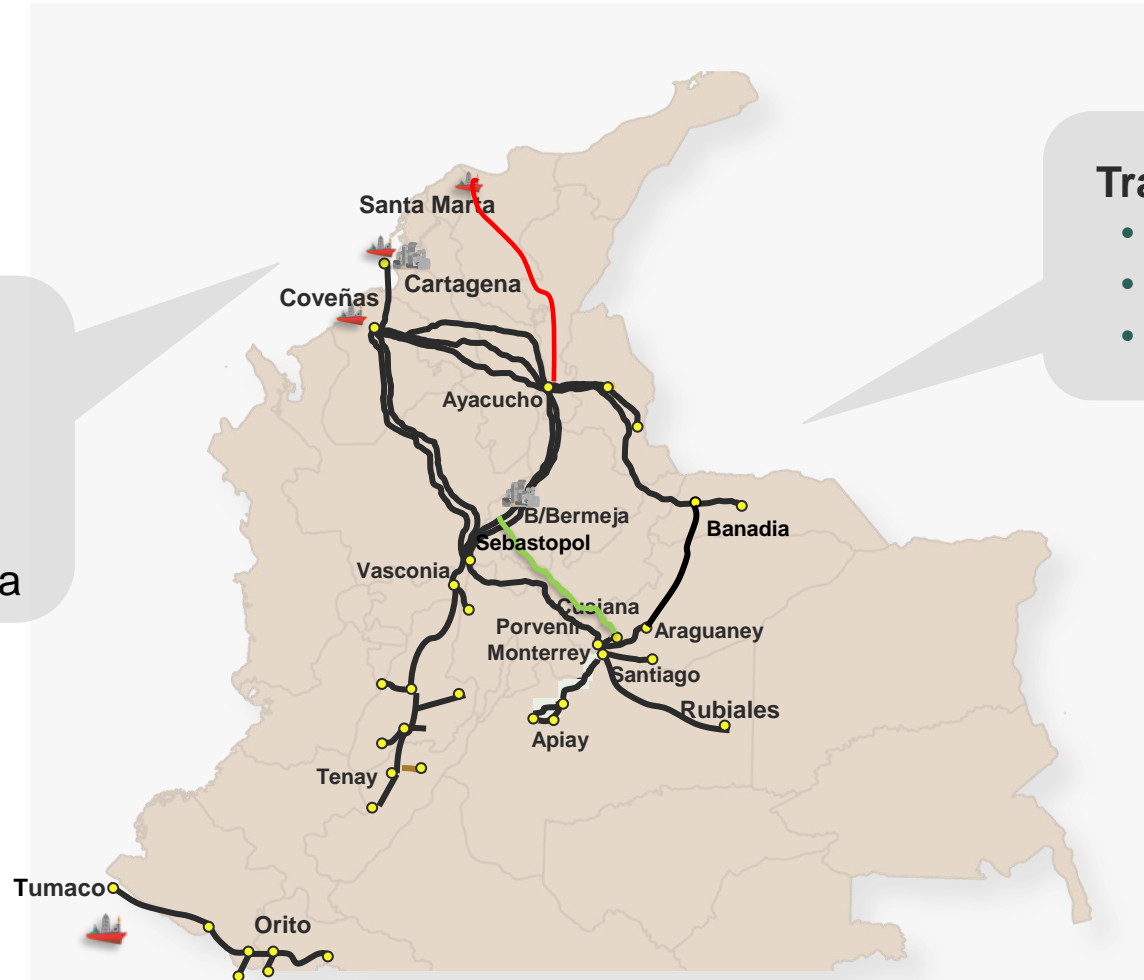 Tra
Santa Marta
Cartagena
Coveñas
Ayacucho
B/Bermeja
Banadia
Sebastopol
Vasconia
a
Cusiana
Porvenir
Araguaney
Monterrey
Santiago
Rubiales
Apiay
Tenay
Tumaco
Orito